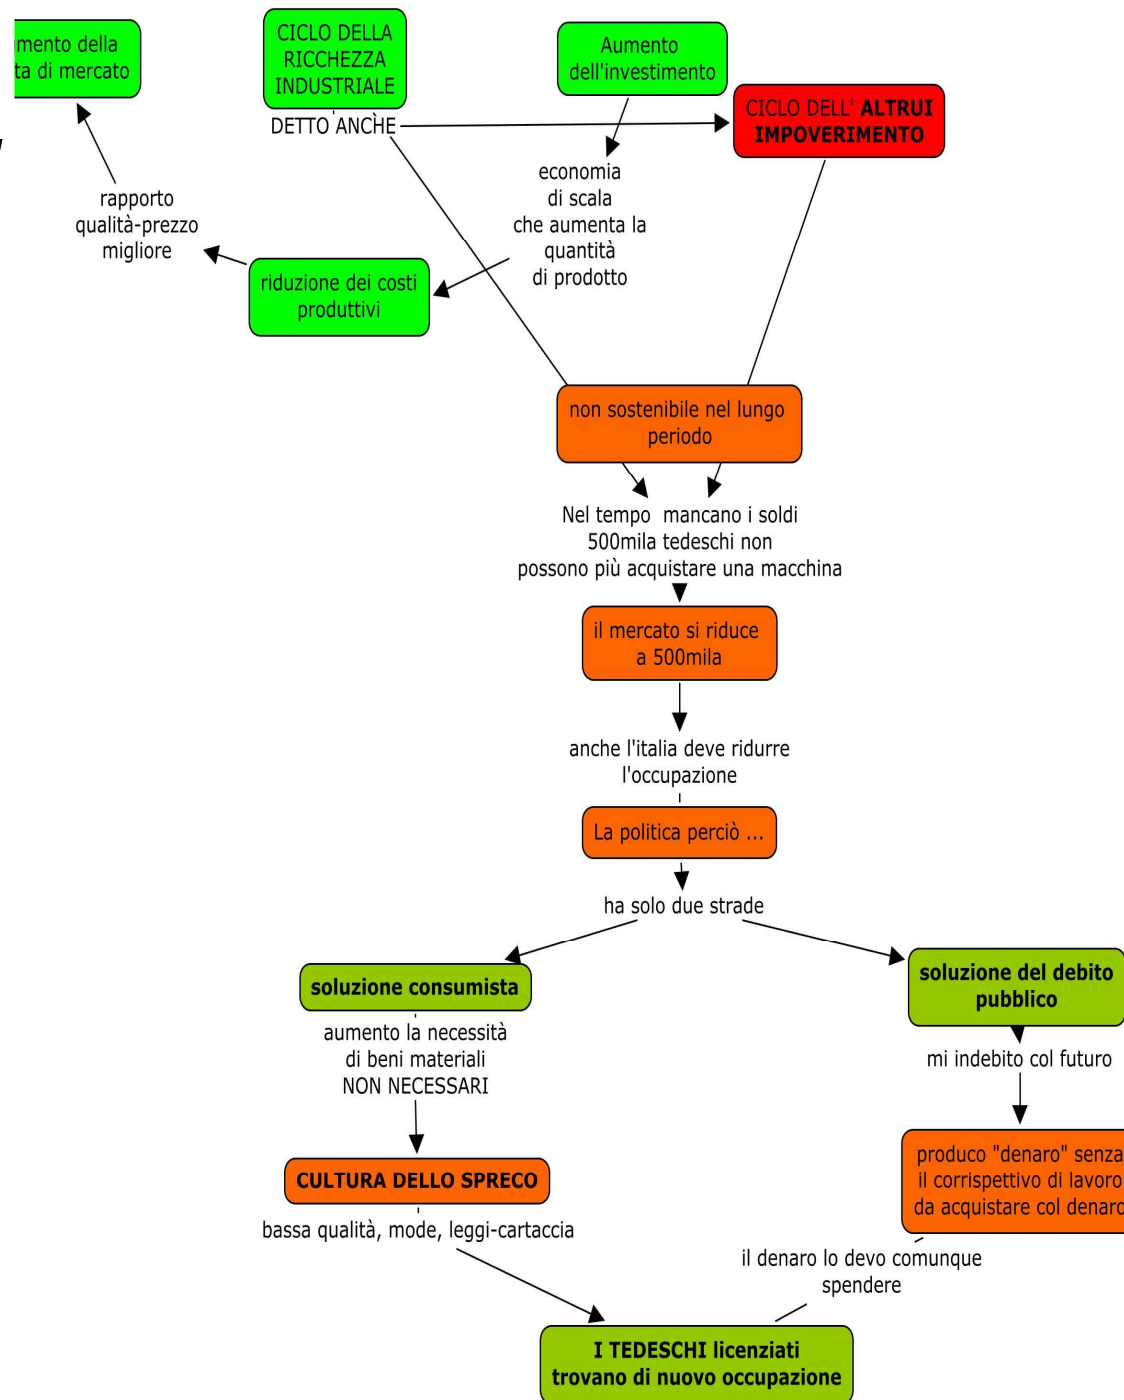 mento della
ta di mercato
CICLO DELLA
RICCHEZZA
INDUSTRIALE
Aumento
dell'investimento
DETTO ANCHE
CICLO DELL' ALTRUI
IMPOVERIMENTO
rapporto
qualità-prezzo
migliore
economia
di scala
che aumenta la
quantità
di prodotto
riduzione dei costi
produttivi
non sostenibile nel lungo
periodo
Nel tempo mancano i soldi
500mila tedeschi non
possono più acquistare una macchina
il mercato si riduce
a 500mila
anche l'italia deve ridurre
l'occupazione
La politica perciò ...
ha solo due strade
soluzione consumista
aumento la necessità
di beni materiali
NON NECESSARI
CULTURA DELLO SPRECO
bassa qualità, mode, leggi-cartaccia
soluzione del debito
pubblico
mi indebito col futuro
produco "denaro" senza
il corrispettivo di lavoro
da acquistare col denaro
il denaro lo devo comunque
spendere
I TEDESCHI licenziati
trovano di nuovo occupazione